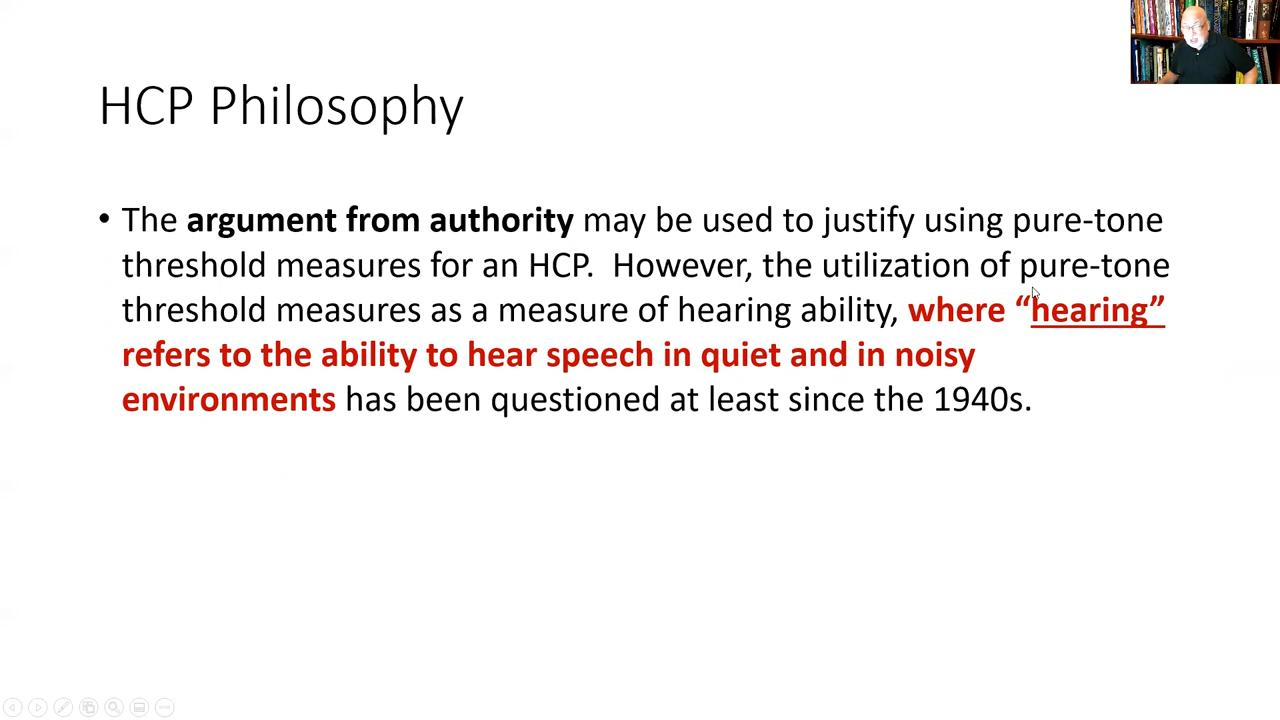 HCP Philosophy
• The argument from authority may be used to justify using pure-tone
threshold measures for an HCP.  However, the utilization of pure-tone
threshold measures as a measure of hearing ability, where “hearing”
refers to the ability to hear speech in quiet and in noisy
environments has been questioned at least since the 1940s.